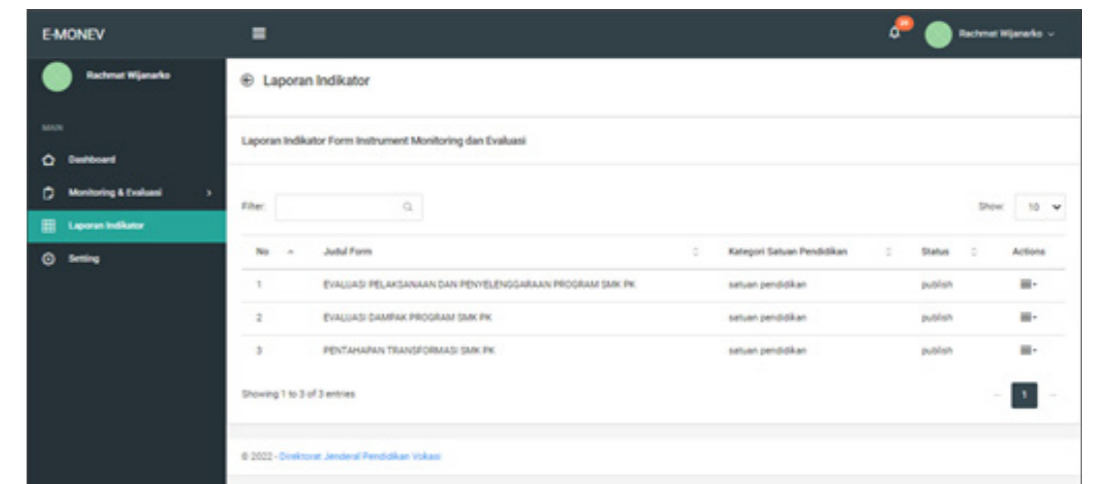 E-MONEV
Rachmat Wijanarko
Rachmat Wijanarko
Laporan Indikator
MAIN
Laporan Indikator Form Instrument Monitoring dan Evaluasi
Dashboard
Monitoring & Evaluasi
Filter:
Show: 10
Laporan Indikator
No Judul Form Kategori Satuan Pendidikan Status Actions
Setting
1 EVALUASI PELAKSANAAN DAN PENYELENGGARAAN PROGRAM SMK PK satuan pendidikan publish
2 EVALUASI DAMPAK PROGRAM SMK PK satuan pendidikan publish
3 PENTAHAPAN TRANSFORMASI SMK PK satuan pendidikan publish
Showing 1 to 3 of 3 entries
1
© 2022 - Direktorat Jenderal Pendidikan Vokasi